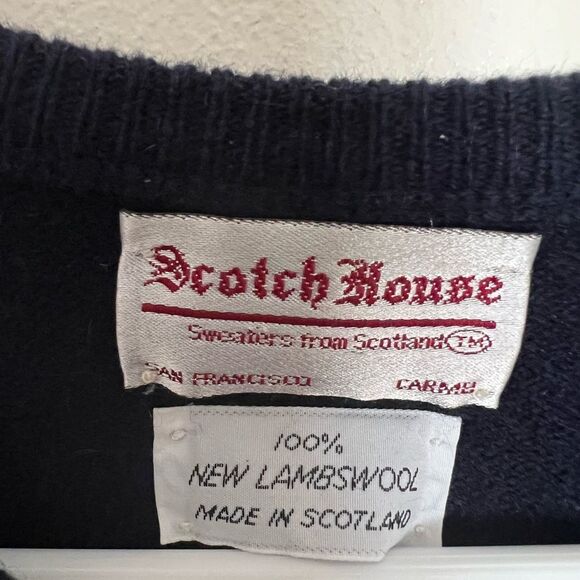 Scotch House
Sweaters from Scotland TM
SAN FRANCISCO CARMEL
100%
NEW LAMBSWOOL
MADE IN SCOTLAND